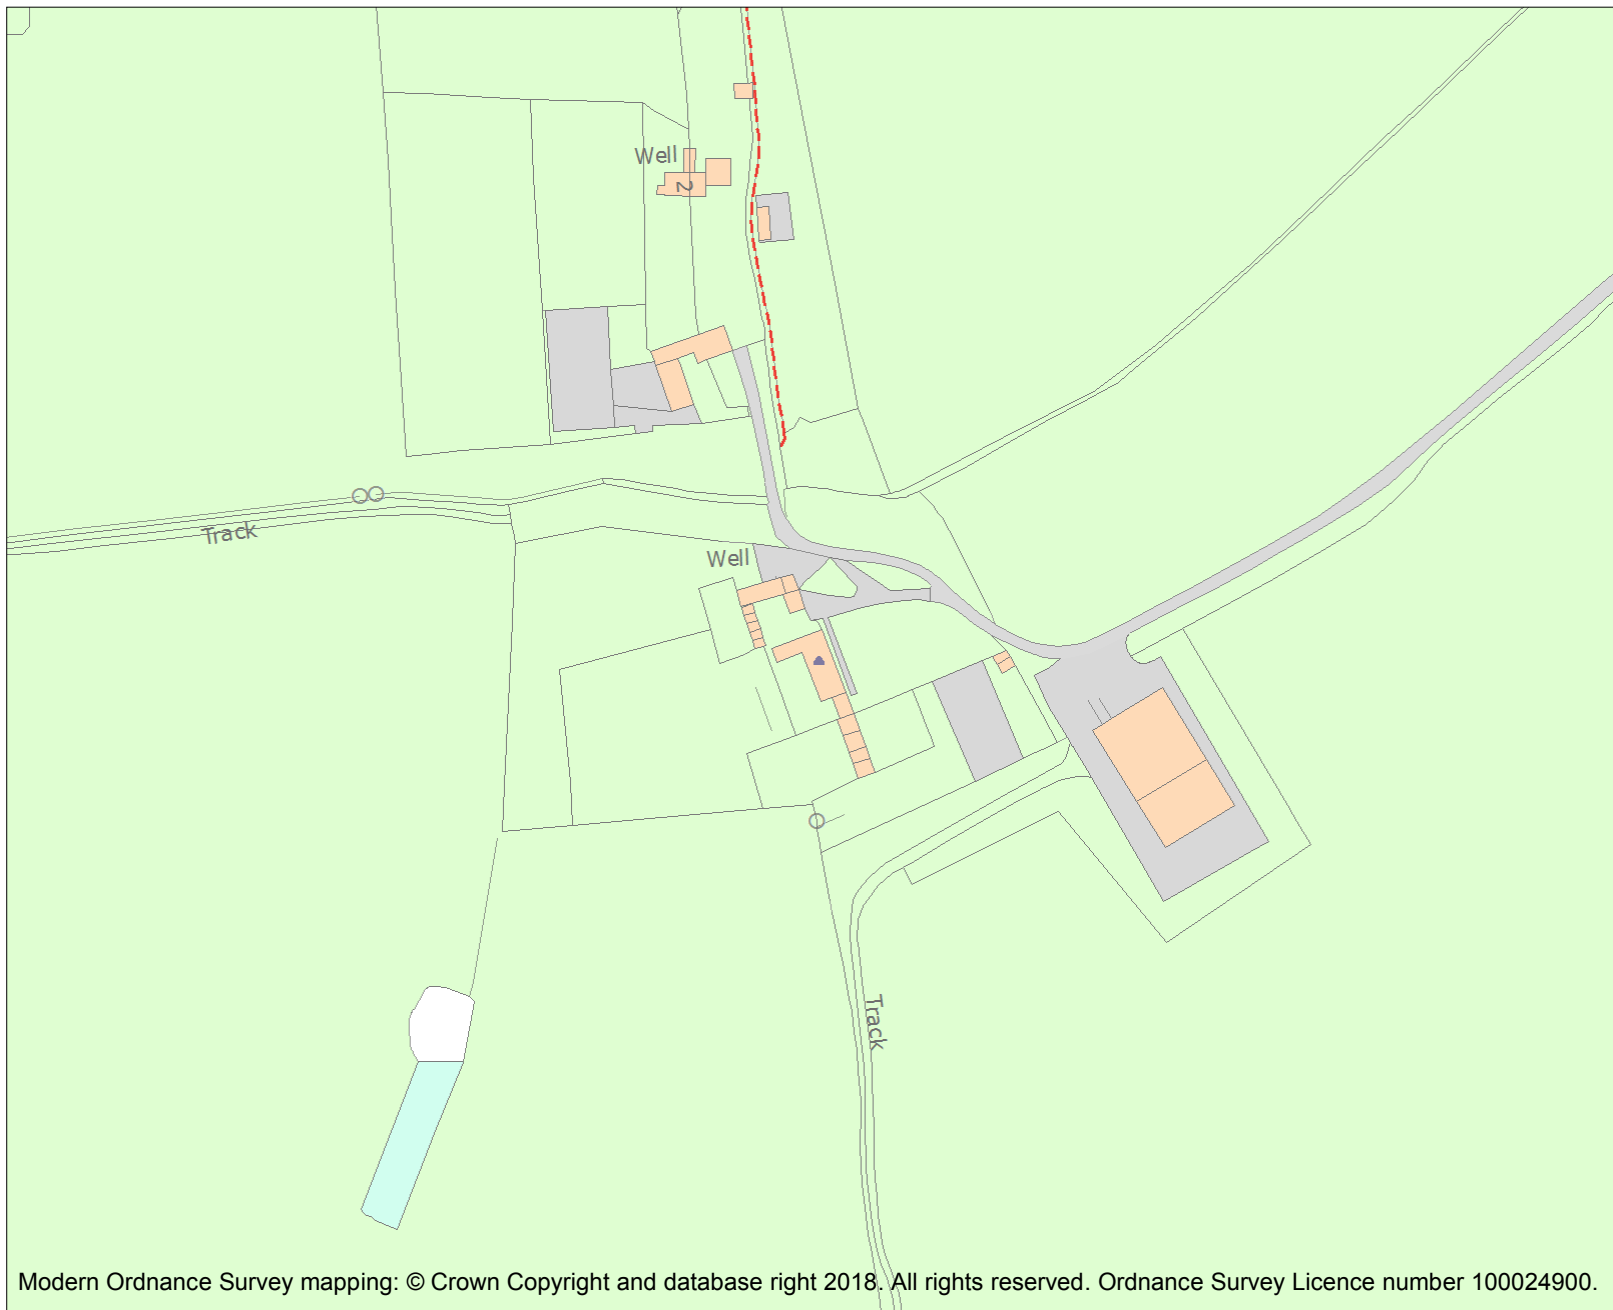 Well
2
Track
Well
Track
Modern Ordnance Survey mapping: © Crown Copyright and database right 2018. All rights reserved. Ordnance Survey Licence number 100024900.